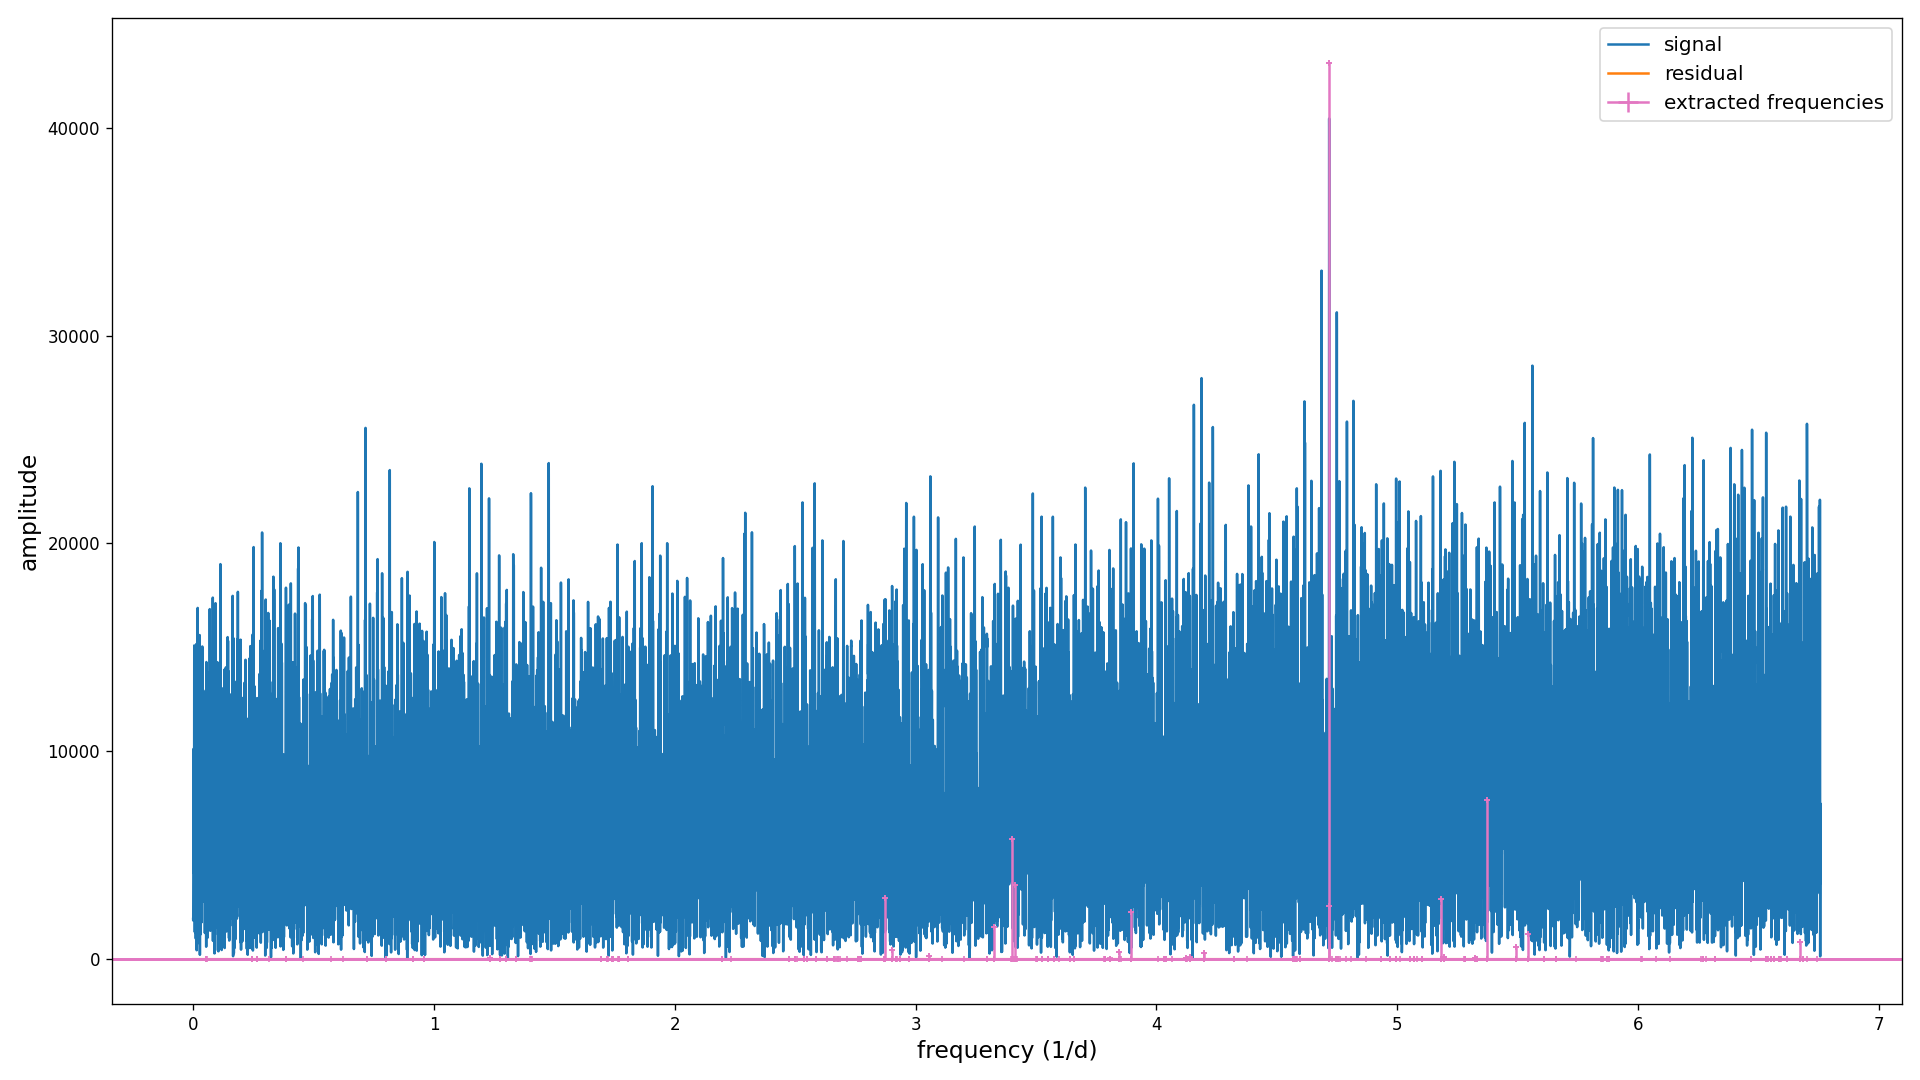 signal
residual
extracted frequencies
40000
30000
20000
10000
0
amplitude
0 1 2 3 4 5 6 7
frequency (1/d)